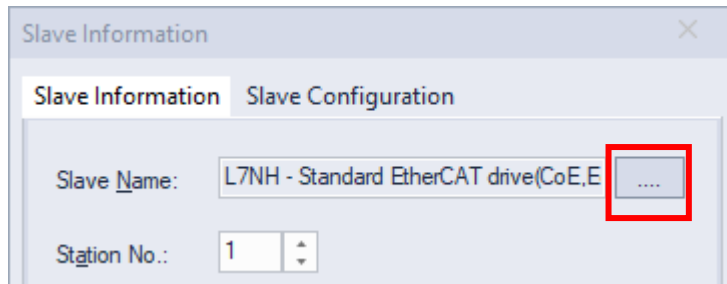 Slave Information
Slave Information Slave Configuration
Slave Name: L7NH - Standard EtherCAT drive(CoE,E ....
Station No.: 1